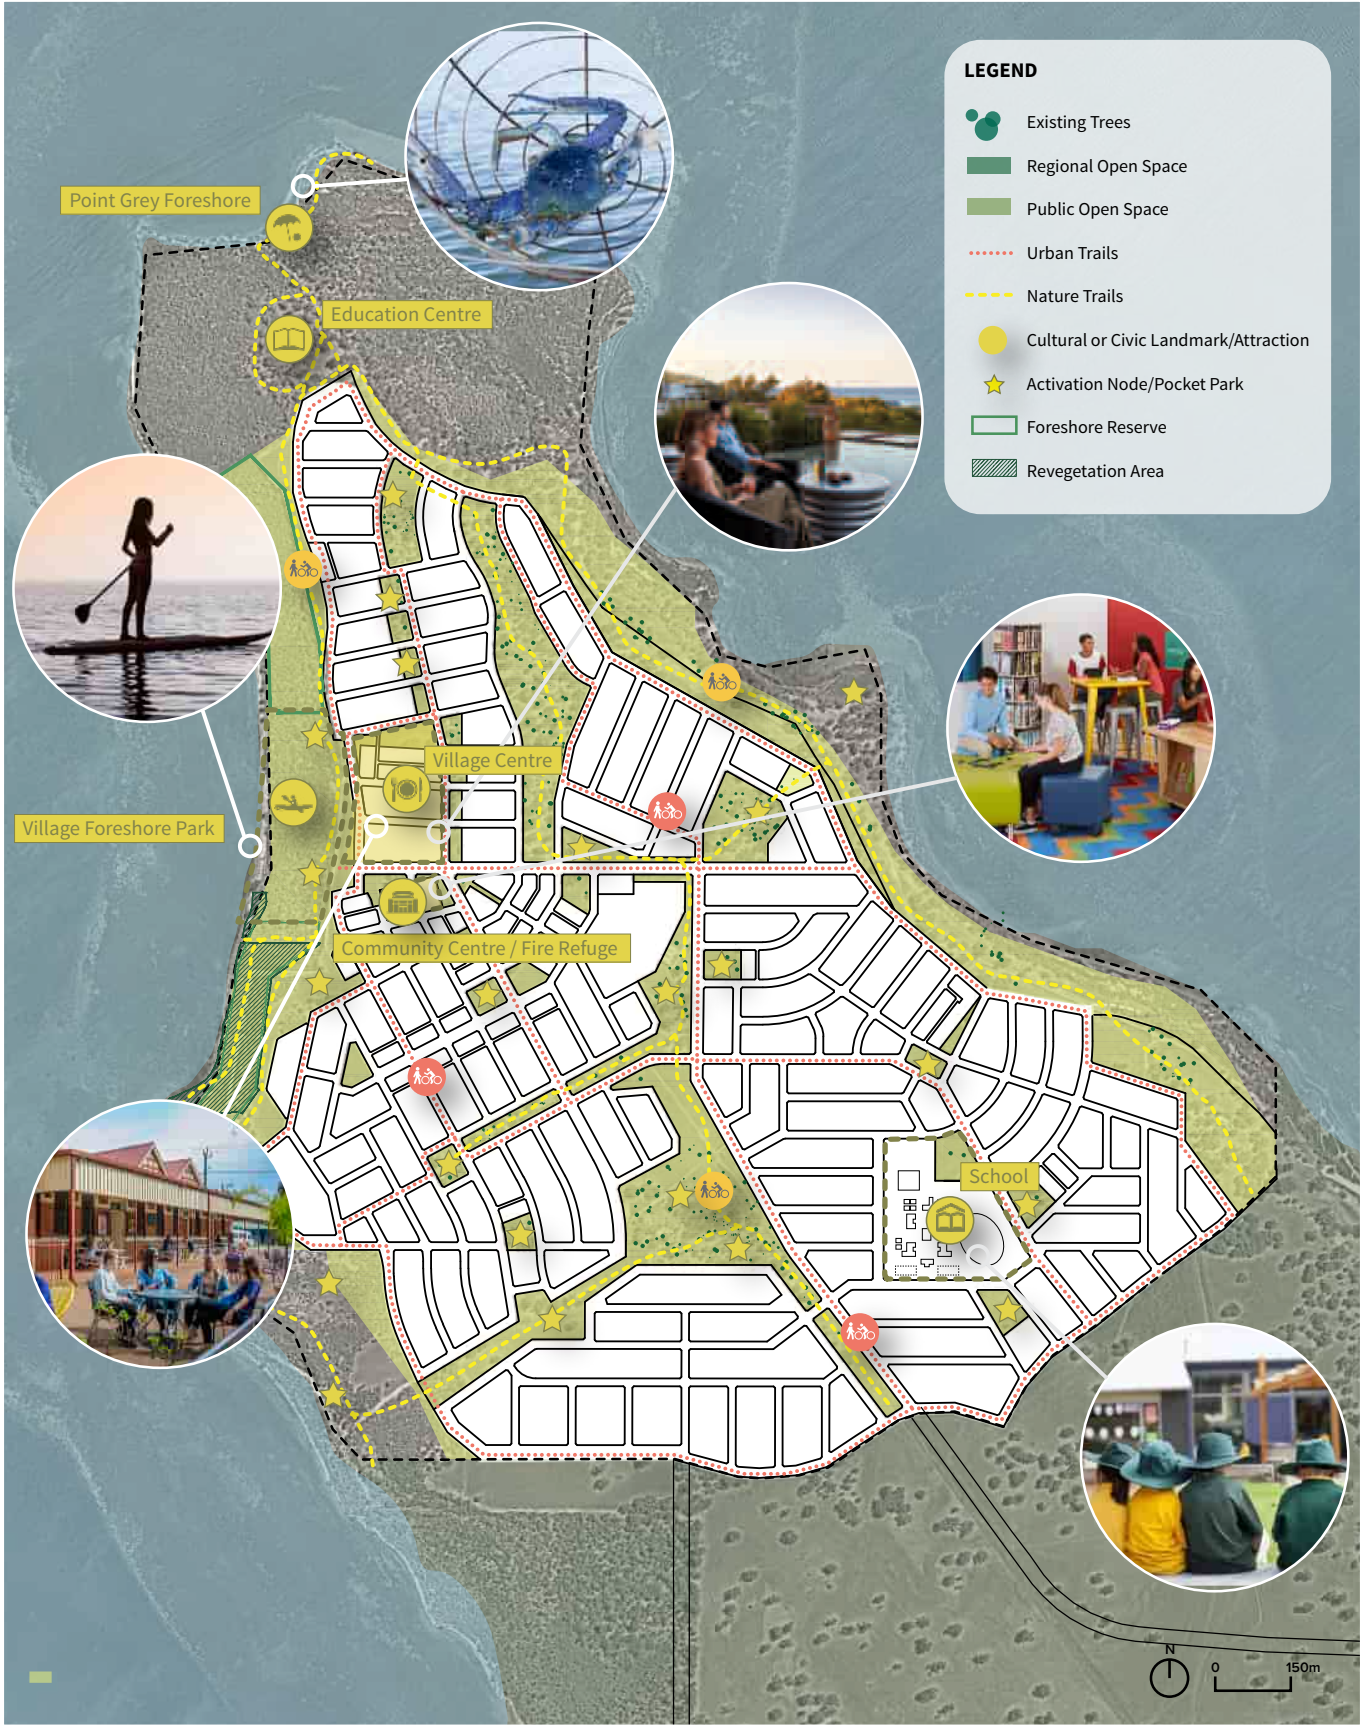 LEGEND
Existing Trees
Regional Open Space
Public Open Space
Urban Trails
Nature Trails
Cultural or Civic Landmark/Attraction
Activation Node/Pocket Park
Foreshore Reserve
Revegetation Area
Point Grey Foreshore
Education Centre
Village Centre
Village Foreshore Park
Community Centre / Fire Refuge
School
N
0 150m